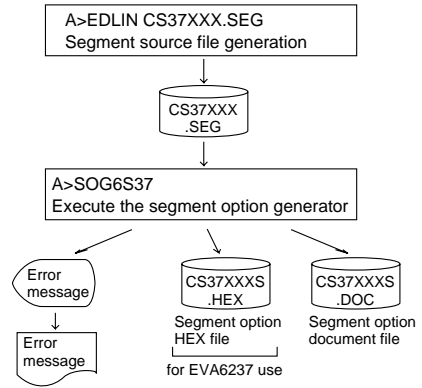 A>EDLIN CS37XXX.SEG
Segment source file generation
CS37XXX
.SEG
A>SOG6S37
Execute the segment option generator
Error
message
CS37XXXS
.HEX
CS37XXXS
.DOC
Segment option
HEX file
Segment option
document file
Error
message
for EVA6237 use